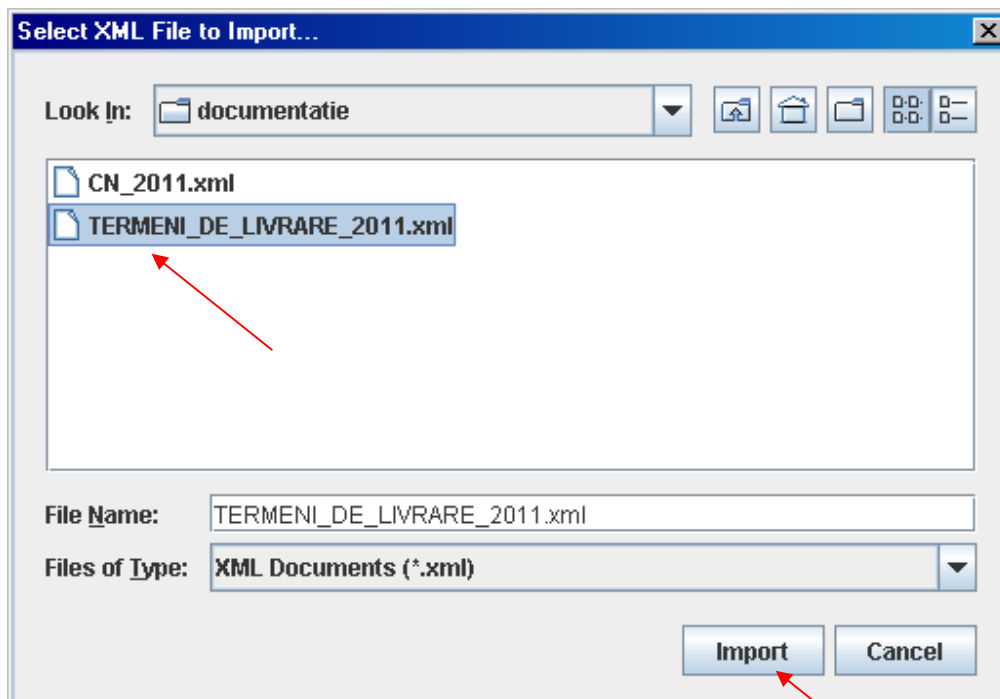 Select XML File to Import...
Look In: documentatie
CN_2011.xml
TERMENI_DE_LIVRARE_2011.xml
File Name: TERMENI_DE_LIVRARE_2011.xml
Files of Type: XML Documents (*.xml)
Import Cancel